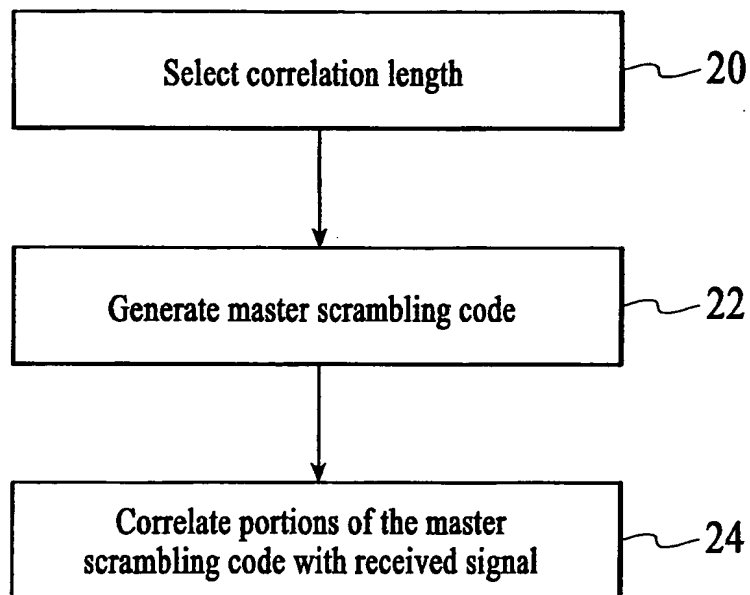 Select correlation length
20
Generate master scrambling code
22
Correlate portions of the master
scrambling code with received signal
24